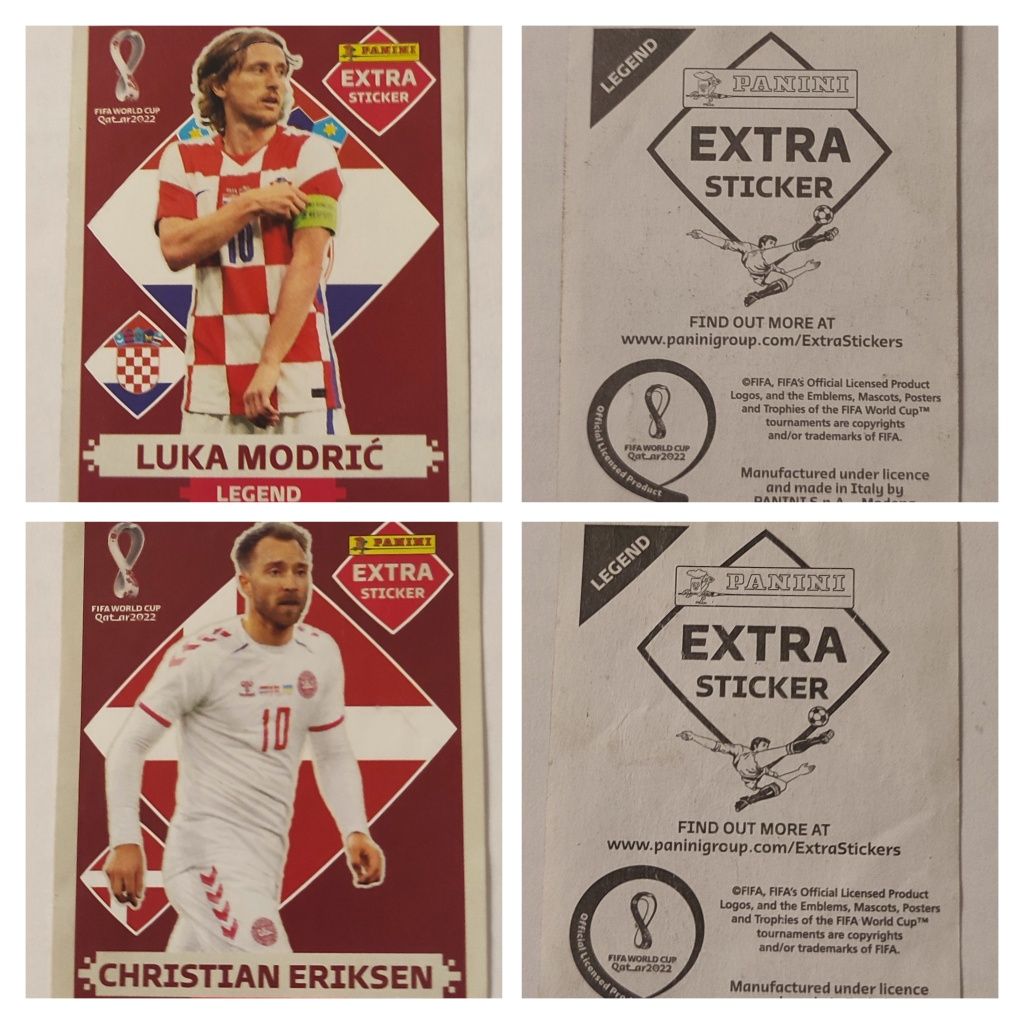 FIFA WORLD CUP
Qatar2022
PANINI
EXTRA
STICKER
10
LUKA MODRIĆ
LEGEND
LEGEND
PANINI
EXTRA
STICKER
FIND OUT MORE AT
www.paninigroup.com/ExtraStickers
Official Licensed Product
FIFA WORLD CUP
Qatar2022
©FIFA, FIFA's Official Licensed Product
Logos, and the Emblems, Mascots, Posters
and Trophies of the FIFA World Cup™
tournaments are copyrights
and/or trademarks of FIFA.
Manufactured under licence
and made in Italy by
PANINI S.p.A. - Modena
FIFA WORLD CUP
Qatar2022
PANINI
EXTRA
STICKER
10
CHRISTIAN ERIKSEN
LEGEND
PANINI
EXTRA
STICKER
FIND OUT MORE AT
www.paninigroup.com/ExtraStickers
Official Licensed
FIFA WORLD CUP
Qatar2022
©FIFA, FIFA's Official Licensed Product
Logos, and the Emblems, Mascots, Posters
and Trophies of the FIFA World Cup™
tournaments are copyrights
and/or trademarks of FIFA.
Manufactured under licence